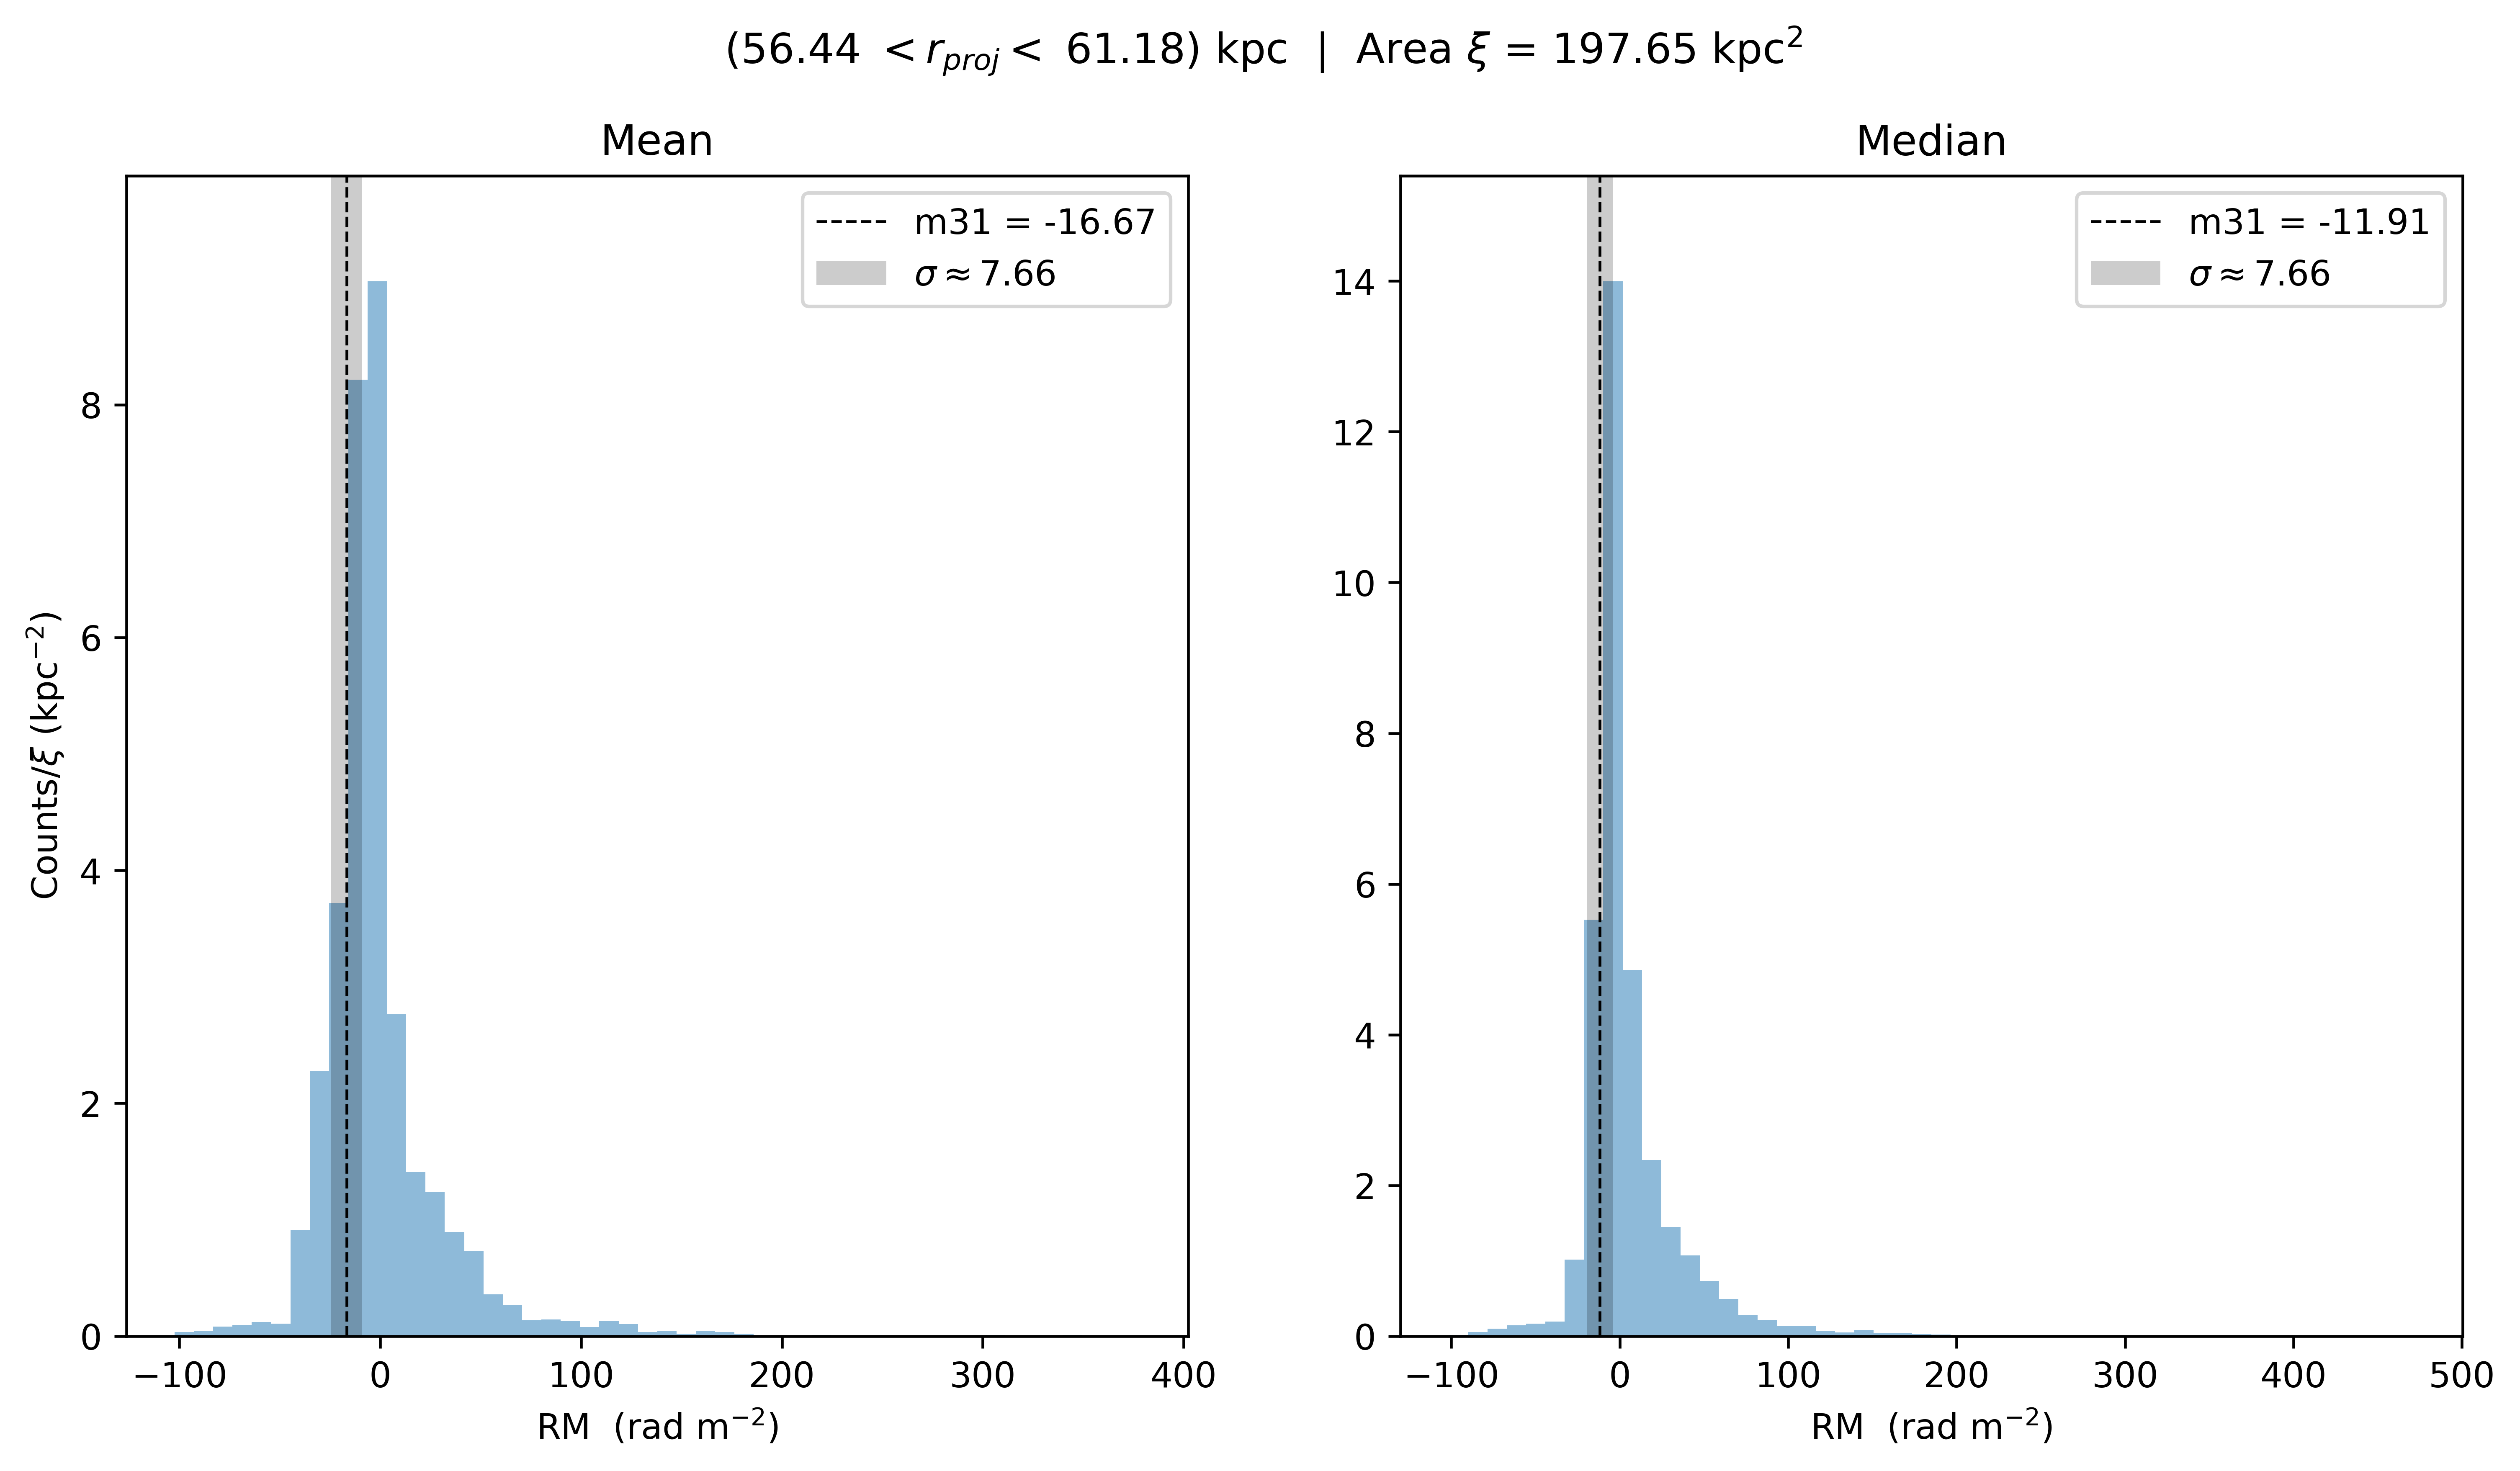 (56.44 < r_proj < 61.18) kpc | Area ξ = 197.65 kpc²
Mean
m31 = -16.67
σ ≈ 7.66
8
6
4
2
0
Counts/ξ (kpc⁻²)
−100 0 100 200 300 400
RM (rad m⁻²)
Median
m31 = -11.91
σ ≈ 7.66
14
12
10
8
6
4
2
0
−100 0 100 200 300 400 500
RM (rad m⁻²)